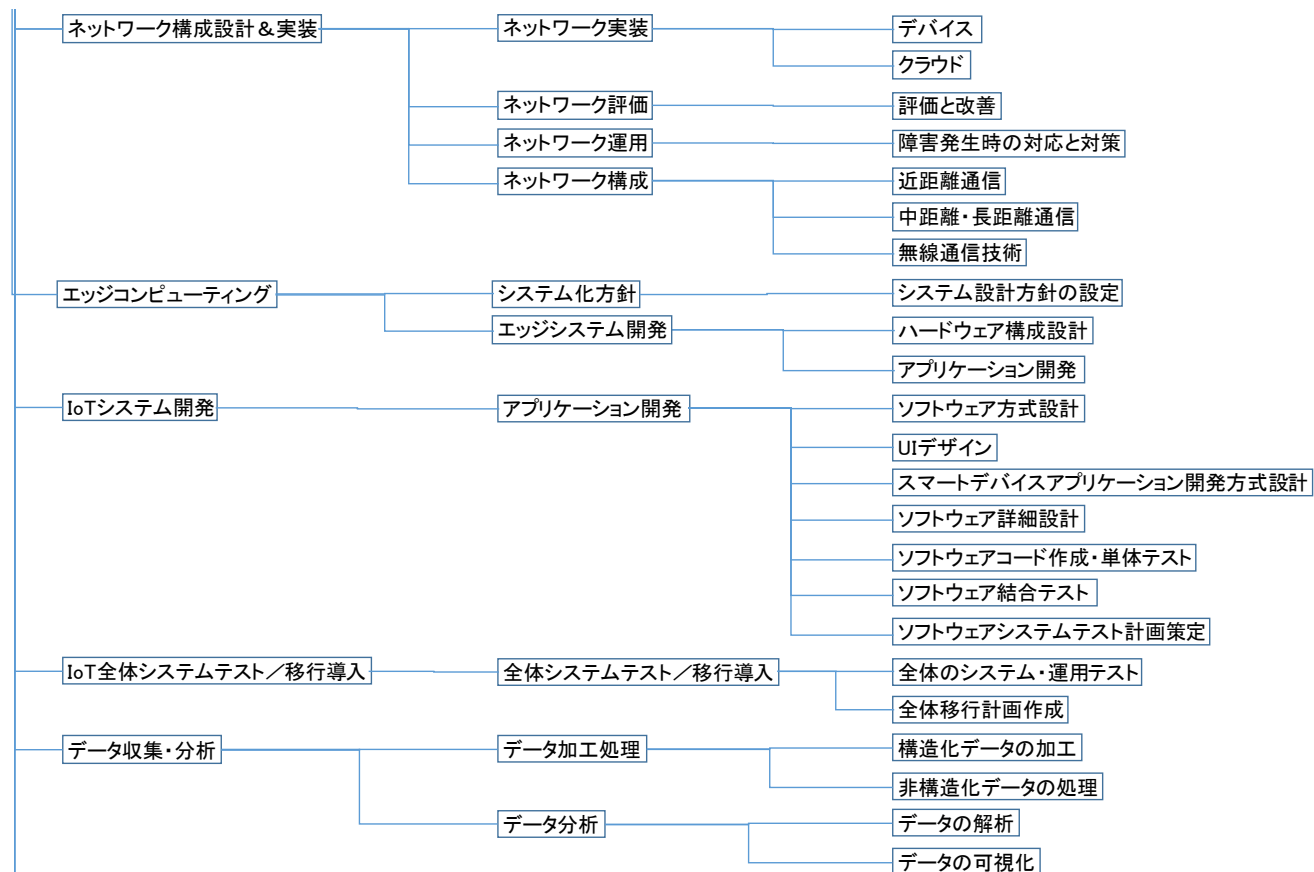 ネットワーク構成設計＆実装
ネットワーク実装
デバイス
クラウド
ネットワーク評価
評価と改善
ネットワーク運用
障害発生時の対応と対策
ネットワーク構成
近距離通信
中距離・長距離通信
無線通信技術
エッジコンピューティング
システム化方針
システム設計方針の設定
エッジシステム開発
ハードウェア構成設計
アプリケーション開発
IoTシステム開発
アプリケーション開発
ソフトウェア方式設計
UIデザイン
スマートデバイスアプリケーション開発方式設計
ソフトウェア詳細設計
ソフトウェアコード作成・単体テスト
ソフトウェア結合テスト
ソフトウェアシステムテスト計画策定
IoT全体システムテスト／移行導入
全体システムテスト／移行導入
全体のシステム・運用テスト
全体移行計画作成
データ収集・分析
データ加工処理
構造化データの加工
非構造化データの処理
データ分析
データの解析
データの可視化